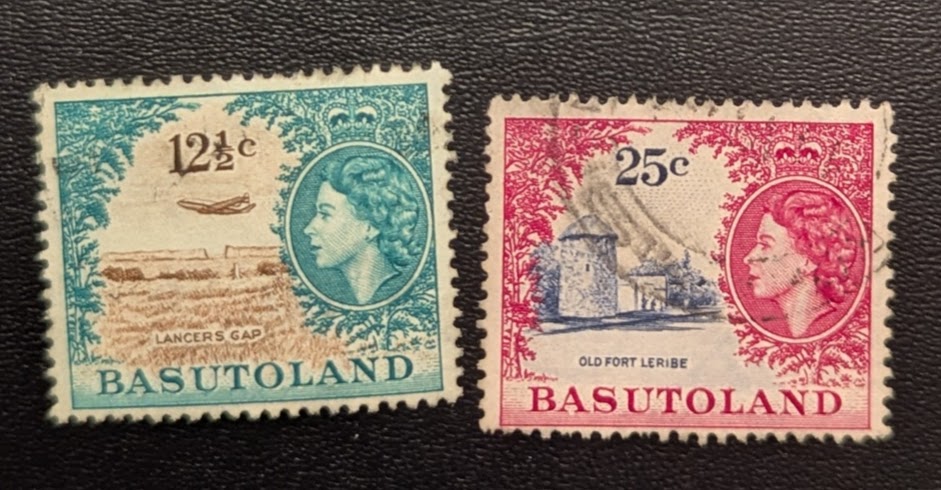 12½c
LANCERS GAP
BASUTOLAND
25c
OLD FORT LERIBE
BASUTOLAND